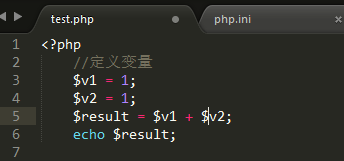 test.php
php.ini
1 <?php
2 //定义变量
3 $v1 = 1;
4 $v2 = 1;
5 $result = $v1 + $v2;
6 echo $result;
7